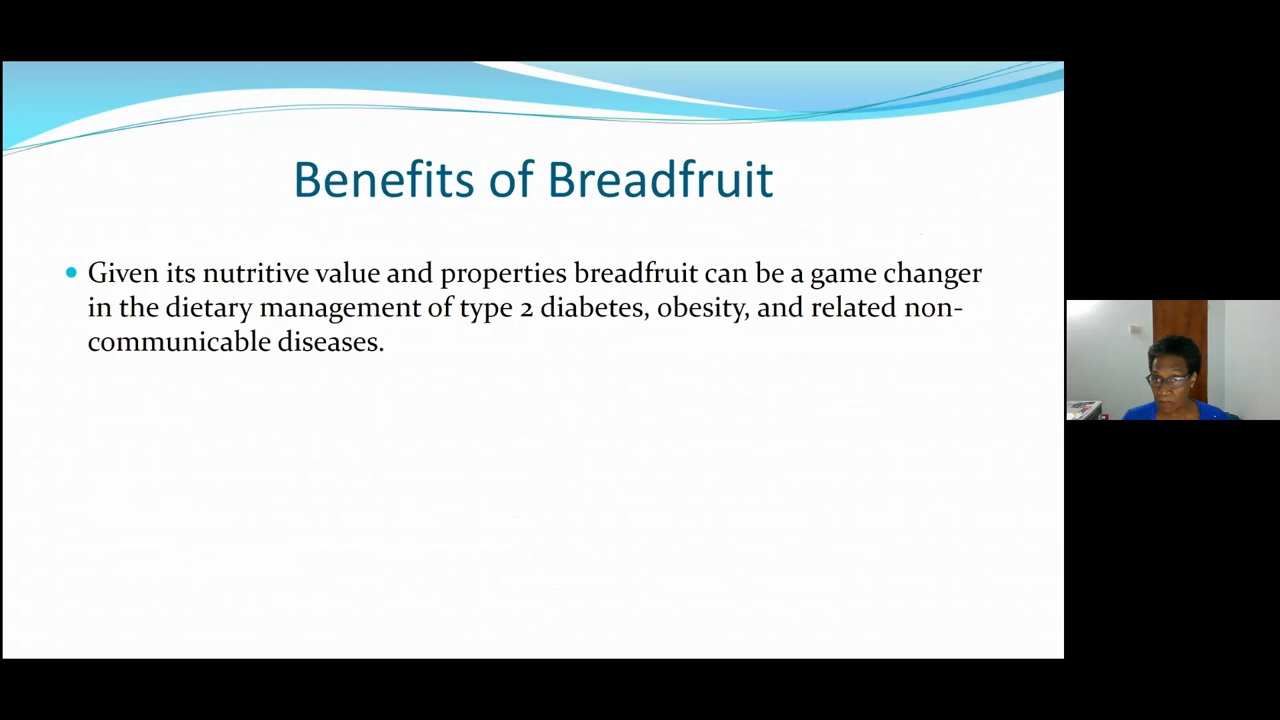 Benefits of Breadfruit
Given its nutritive value and properties breadfruit can be a game changer
in the dietary management of type 2 diabetes, obesity, and related non-
communicable diseases.